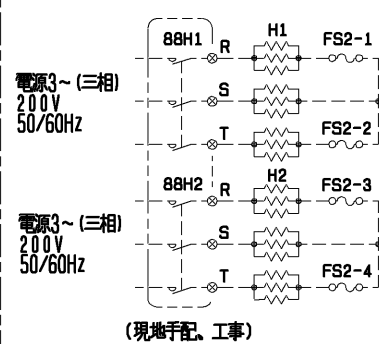 88H1 R H1 FS2-1
電源3～(三相)
200V
50/60Hz
S
T FS2-2
88H2 R H2 FS2-3
電源3～(三相)
200V
50/60Hz
S
T FS2-4
(現地手配、工事)